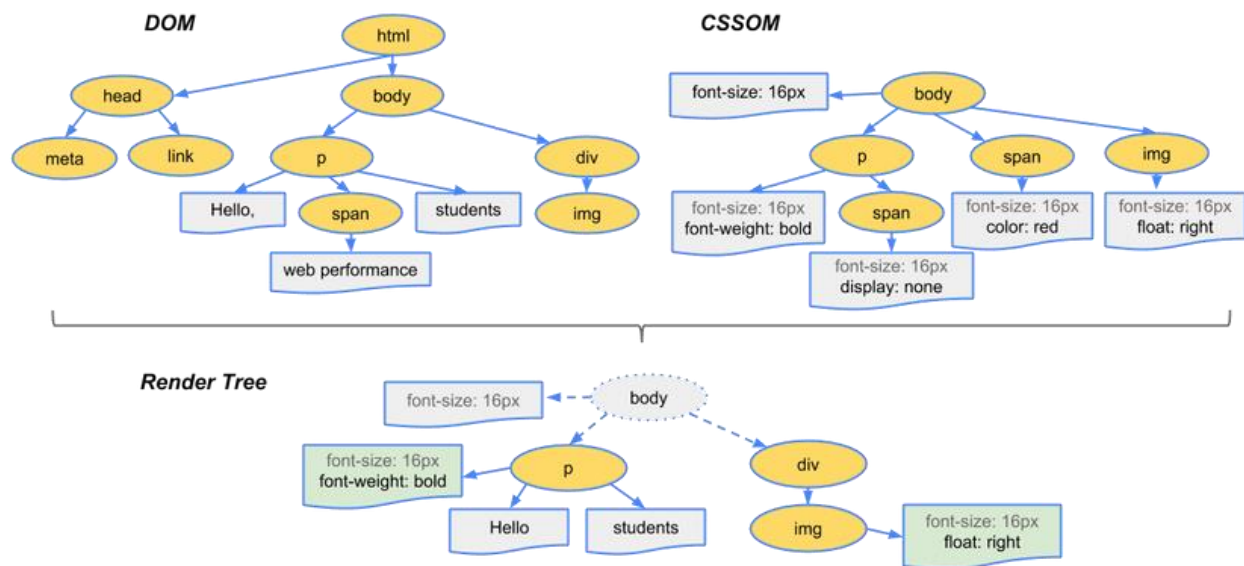 DOM
html
head
body
meta
link
p
div
Hello,
span
students
img
web performance
CSSOM
font-size: 16px
body
p
span
img
font-size: 16px
font-weight: bold
span
font-size: 16px
color: red
font-size: 16px
float: right
font-size: 16px
display: none
Render Tree
font-size: 16px
body
font-size: 16px
font-weight: bold
p
div
Hello
students
img
font-size: 16px
float: right